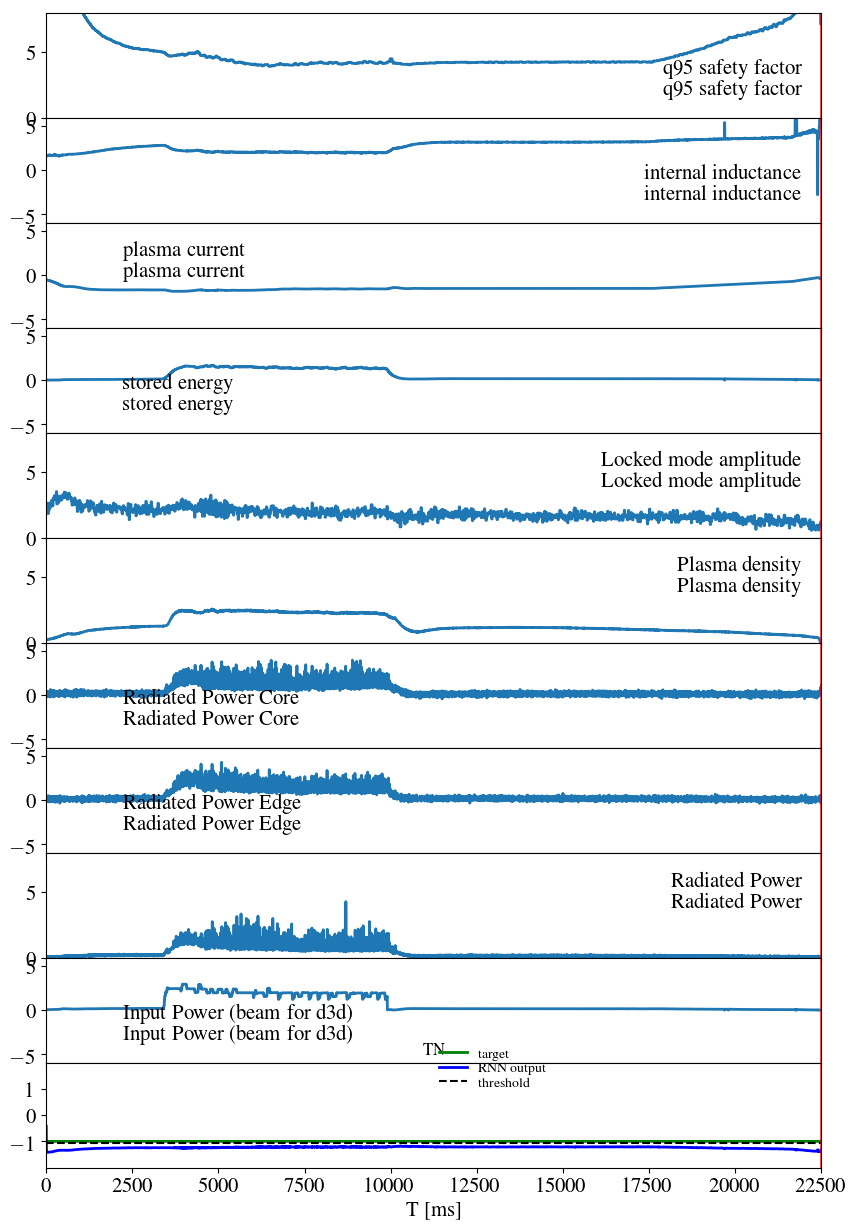 5
q95 safety factor
q95 safety factor
0
5
0
internal inductance
internal inductance
−5
5
plasma current
0
plasma current
−5
5
0
stored energy
stored energy
−5
Locked mode amplitude
5
Locked mode amplitude
0
Plasma density
5
Plasma density
0
5
0
Radiated Power Core
Radiated Power Core
−5
5
0
Radiated Power Edge
Radiated Power Edge
−5
Radiated Power
5
Radiated Power
0
5
0
Input Power (beam for d3d)
Input Power (beam for d3d)
−5
TN
target
RNN output
threshold
1
0
−1
0 2500 5000 7500 10000 12500 15000 17500 20000 22500
T [ms]